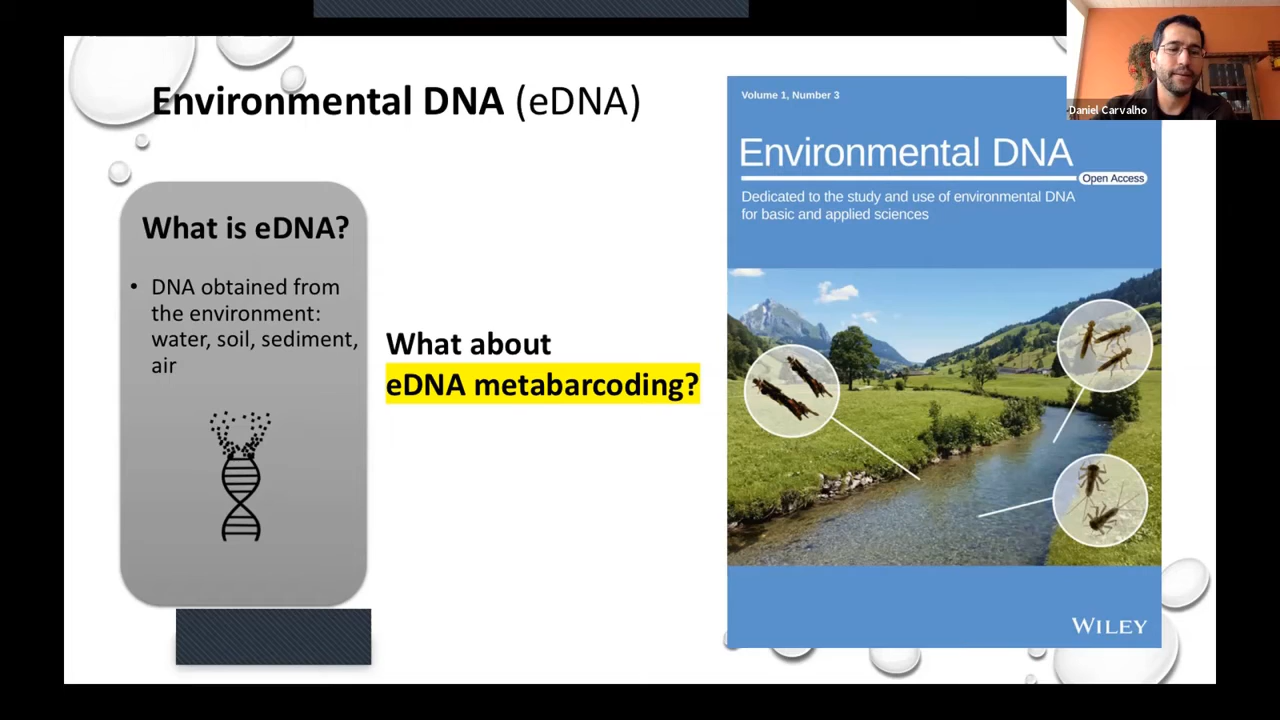 Environmental DNA (eDNA)
What is eDNA?
• DNA obtained from
the environment:
water, soil, sediment,
air
What about
eDNA metabarcoding?
Volume 1, Number 3
Environmental DNA
Open Access
Dedicated to the study and use of environmental DNA
for basic and applied sciences
WILEY
Daniel Carvalho